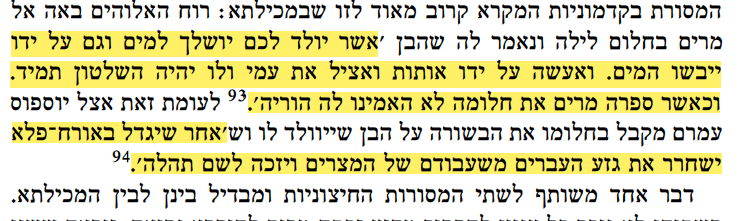 המסורת בקדמוניות המקרא קרוב מאוד לזו שבמכילתא: רוח האלוהים באה אל
מרים בחלום לילה ונאמר לה שהבן ׳אשר יולד לכם יושלך למים וגם על ידו
ייבשו המים. ואעשה על ידו אותות ואציל את עמי ולו יהיה השלטון תמיד.
וכאשר ספרה מרים את חלומה לא האמינו לה הוריה׳.93 לעומת זאת אצל יוספוס
עמרם מקבל בחלומו את הבשורה על הבן שייוולד לו וש׳אחר שיגדל באורח־פלא
ישחרר את גזע העברים משעבודם של המצרים ויזכה לשם תהלה׳.94
דבר אחד משותף לשתי המסורות החיצוניות ומבדיל בינן לבין המכילתא.